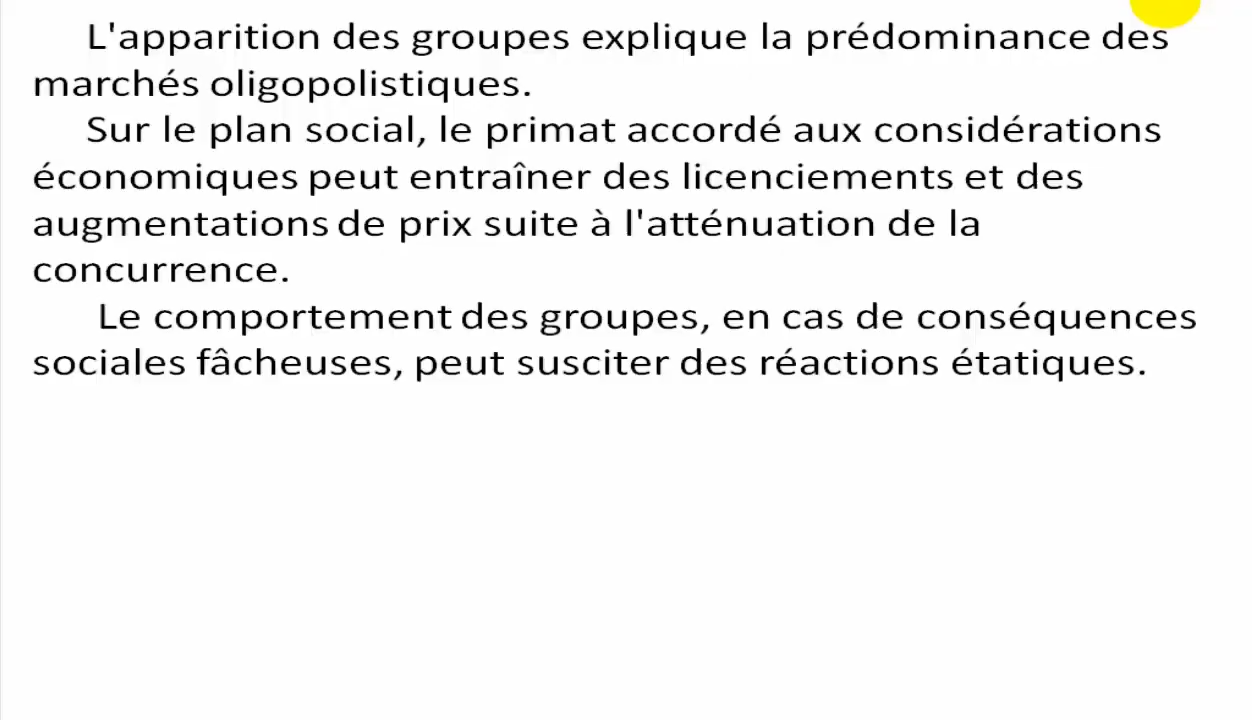 L'apparition des groupes explique la prédominance des
marchés oligopolistiques.
Sur le plan social, le primat accordé aux considérations
économiques peut entraîner des licenciements et des
augmentations de prix suite à l'atténuation de la
concurrence.
Le comportement des groupes, en cas de conséquences
sociales fâcheuses, peut susciter des réactions étatiques.